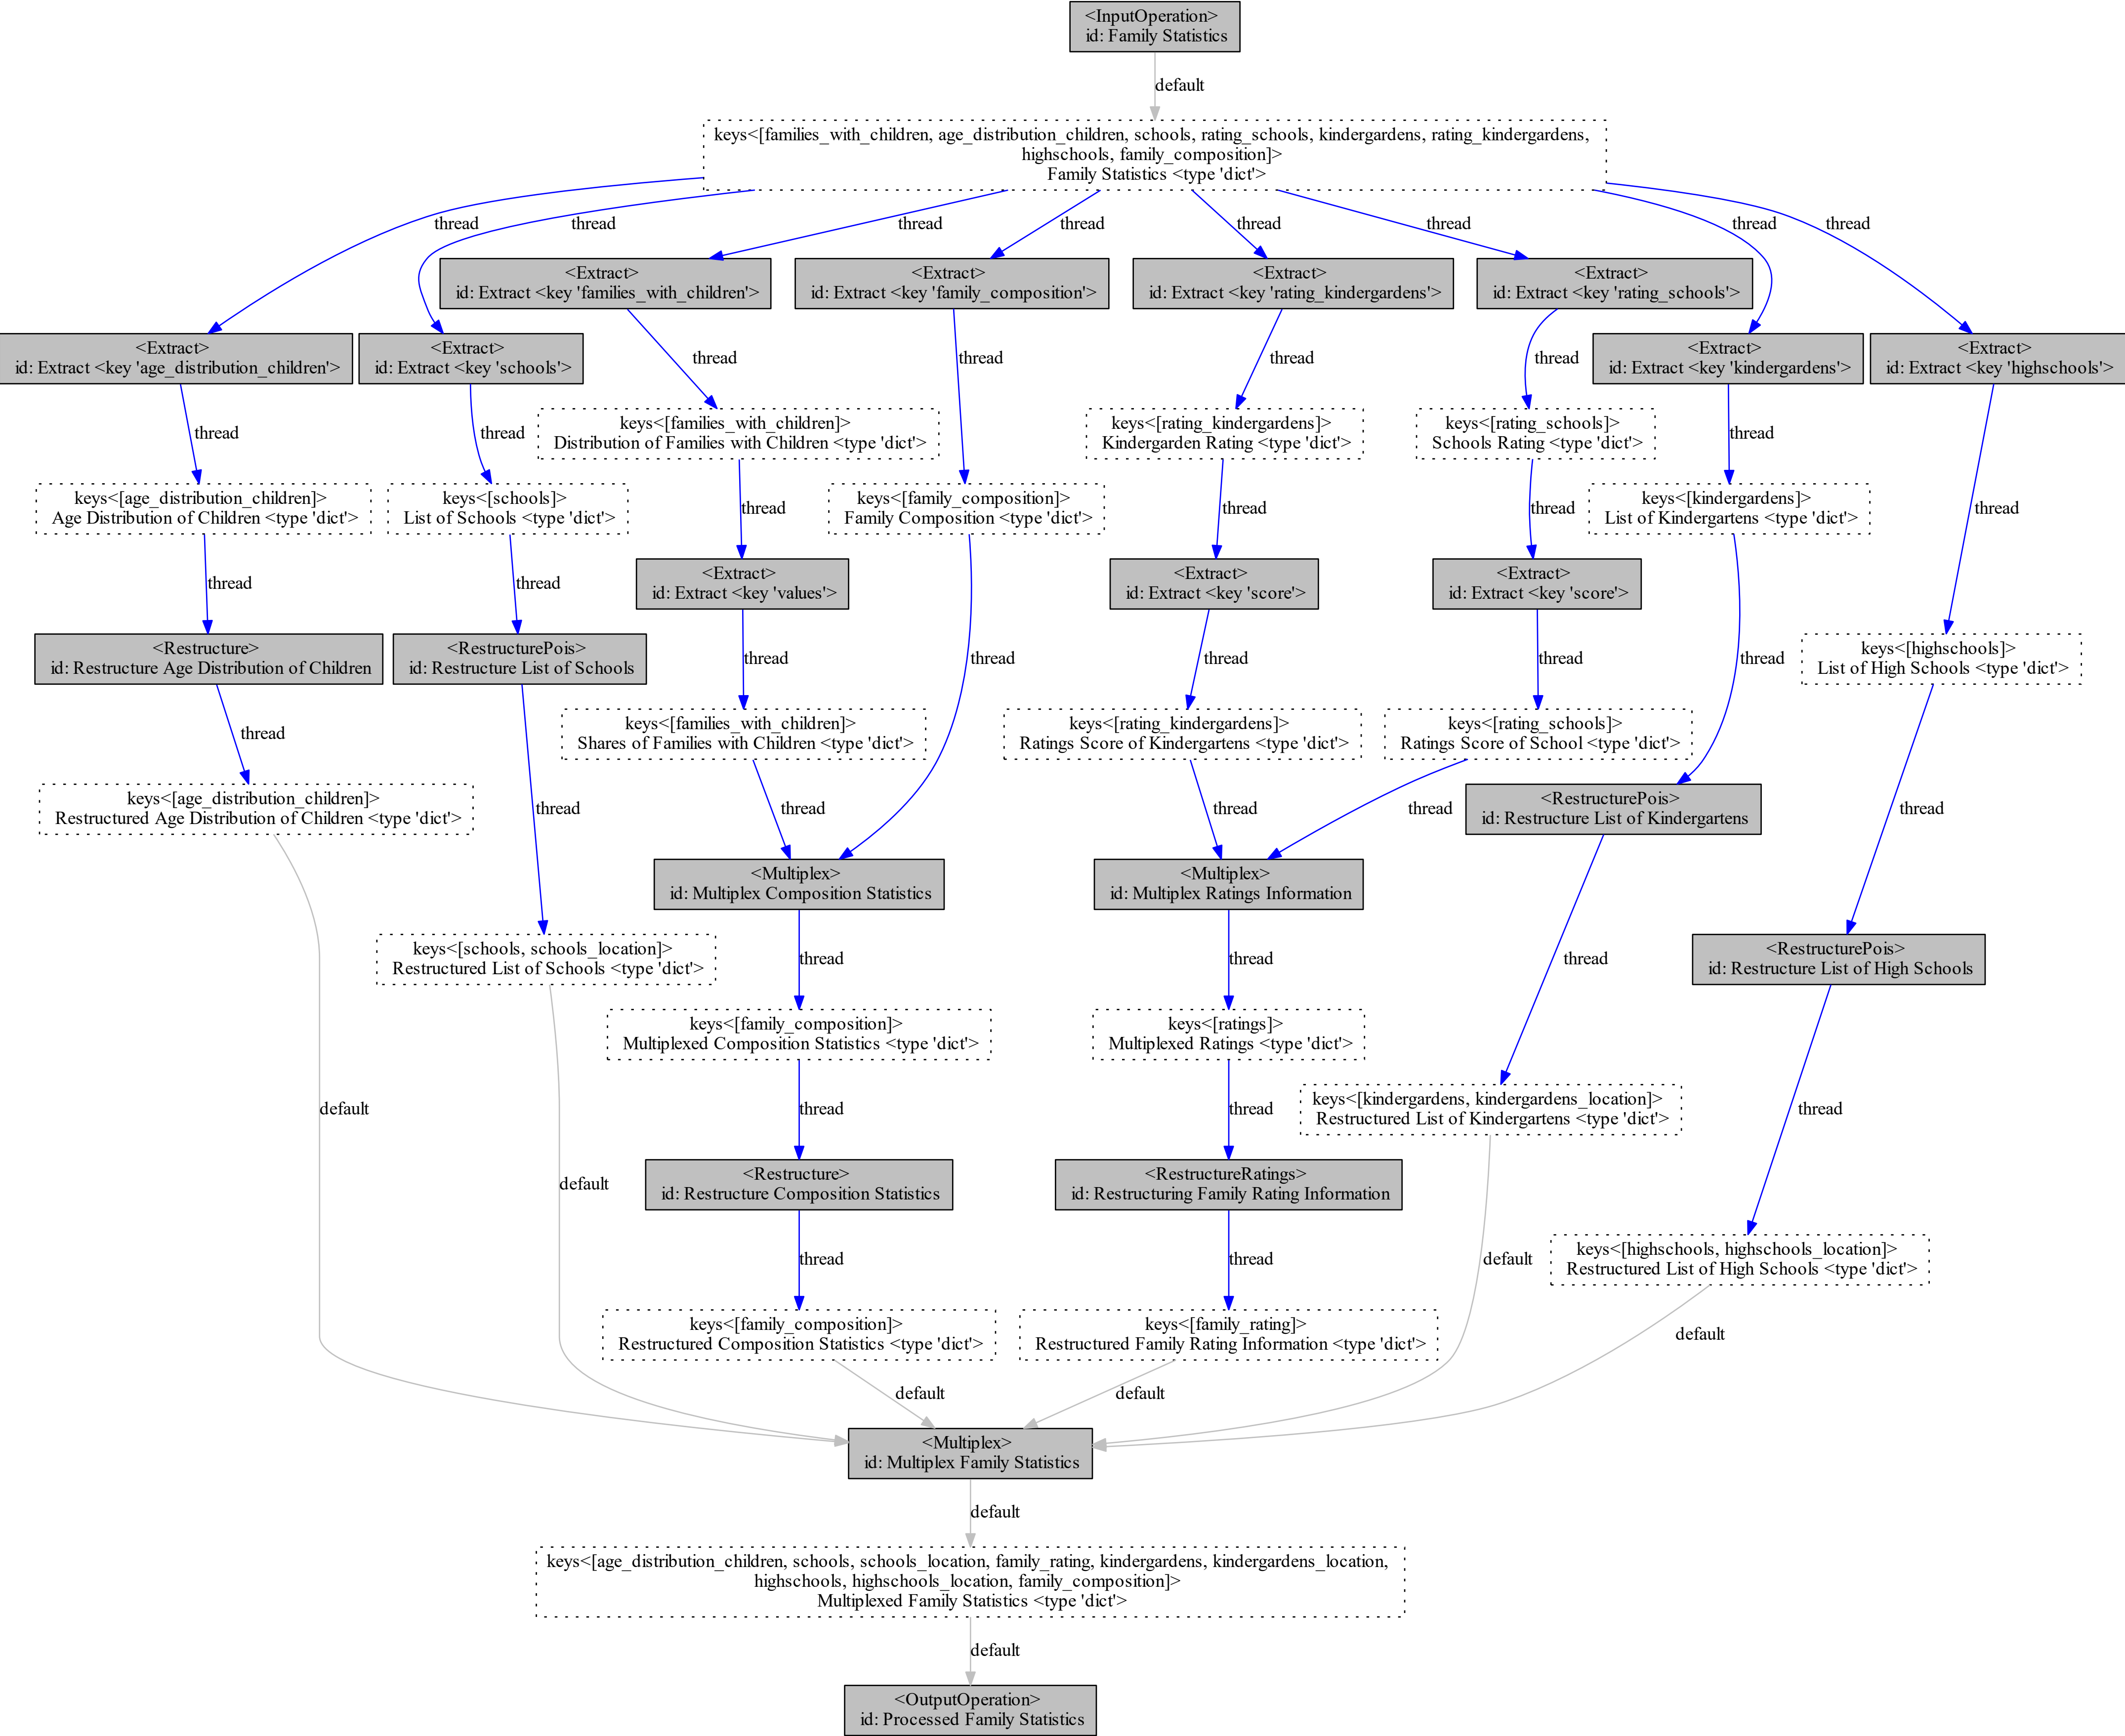 <InputOperation>
id: Family Statistics
default
keys<[families_with_children, age_distribution_children, schools, rating_schools, kindergardens, rating_kindergardens,
highschools, family_composition]>
Family Statistics <type 'dict'>
thread
thread
thread
thread
thread
thread
thread
thread
<Extract>
id: Extract <key 'families_with_children'>
<Extract>
id: Extract <key 'family_composition'>
<Extract>
id: Extract <key 'rating_kindergardens'>
<Extract>
id: Extract <key 'rating_schools'>
<Extract>
id: Extract <key 'age_distribution_children'>
<Extract>
id: Extract <key 'schools'>
thread
thread
thread
thread
<Extract>
id: Extract <key 'kindergardens'>
<Extract>
id: Extract <key 'highschools'>
thread
thread
keys<[families_with_children]>
Distribution of Families with Children <type 'dict'>
keys<[rating_kindergardens]>
Kindergarden Rating <type 'dict'>
keys<[rating_schools]>
Schools Rating <type 'dict'>
thread
keys<[age_distribution_children]>
Age Distribution of Children <type 'dict'>
keys<[schools]>
List of Schools <type 'dict'>
thread
keys<[family_composition]>
Family Composition <type 'dict'>
thread
thread
keys<[kindergardens]>
List of Kindergartens <type 'dict'>
thread
thread
thread
<Extract>
id: Extract <key 'values'>
<Extract>
id: Extract <key 'score'>
<Extract>
id: Extract <key 'score'>
<Restructure>
id: Restructure Age Distribution of Children
<RestructurePois>
id: Restructure List of Schools
thread
thread
thread
thread
thread
keys<[highschools]>
List of High Schools <type 'dict'>
thread
keys<[families_with_children]>
Shares of Families with Children <type 'dict'>
keys<[rating_kindergardens]>
Ratings Score of Kindergartens <type 'dict'>
keys<[rating_schools]>
Ratings Score of School <type 'dict'>
keys<[age_distribution_children]>
Restructured Age Distribution of Children <type 'dict'>
thread
thread
thread
thread
<RestructurePois>
id: Restructure List of Kindergartens
thread
<Multiplex>
id: Multiplex Composition Statistics
<Multiplex>
id: Multiplex Ratings Information
keys<[schools, schools_location]>
Restructured List of Schools <type 'dict'>
thread
thread
thread
<RestructurePois>
id: Restructure List of High Schools
keys<[family_composition]>
Multiplexed Composition Statistics <type 'dict'>
keys<[ratings]>
Multiplexed Ratings <type 'dict'>
default
thread
thread
keys<[kindergardens, kindergardens_location]>
Restructured List of Kindergartens <type 'dict'>
thread
default
<Restructure>
id: Restructure Composition Statistics
<RestructureRatings>
id: Restructuring Family Rating Information
thread
thread
default
keys<[highschools, highschools_location]>
Restructured List of High Schools <type 'dict'>
keys<[family_composition]>
Restructured Composition Statistics <type 'dict'>
keys<[family_rating]>
Restructured Family Rating Information <type 'dict'>
default
default
default
<Multiplex>
id: Multiplex Family Statistics
default
keys<[age_distribution_children, schools, schools_location, family_rating, kindergardens, kindergardens_location,
highschools, highschools_location, family_composition]>
Multiplexed Family Statistics <type 'dict'>
default
<OutputOperation>
id: Processed Family Statistics